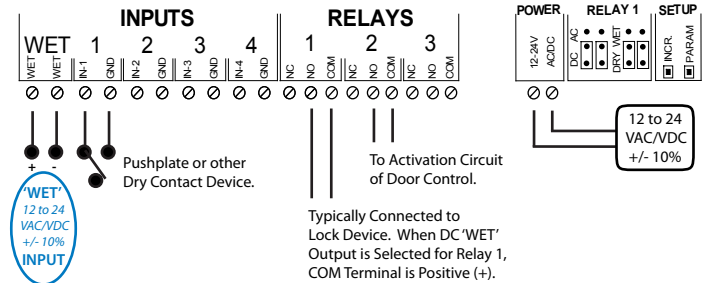 INPUTS
RELAYS
POWER
RELAY 1
SETUP
WET 1 2 3 4 1 2 3
WET WET IN-1 GND IN-2 GND IN-3 GND IN-4 GND NC NO COM NC NO COM NC NO COM
12-24V
AC/DC
DC AC
DRY WET
INCR.
PARAM
+ -
Pushplate or other
Dry Contact Device.
To Activation Circuit
of Door Control.
12 to 24
VAC/VDC
+/- 10%
'WET'
12 to 24
VAC/VDC
+/- 10%
INPUT
Typically Connected to
Lock Device. When DC 'WET'
Output is Selected for Relay 1,
COM Terminal is Positive (+).